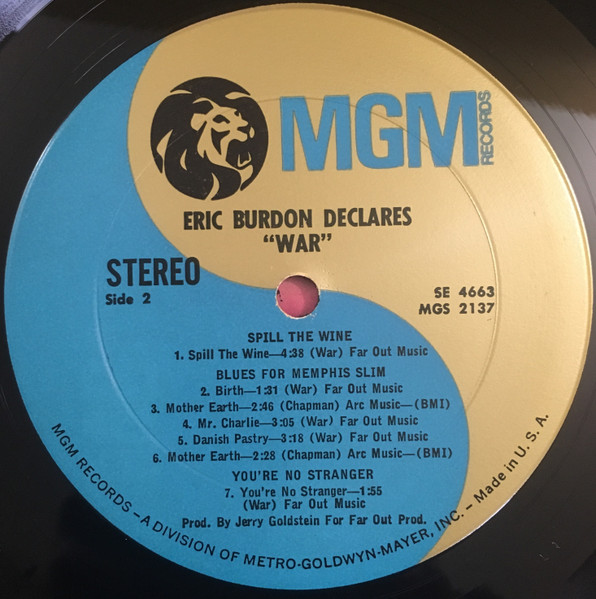 MGM
RECORDS
ERIC BURDON DECLARES
"WAR"
STEREO
Side 2
SE 4663
MGS 2137
SPILL THE WINE
1. Spill The Wine—4:38 (War) Far Out Music
BLUES FOR MEMPHIS SLIM
2. Birth—1:31 (War) Far Out Music
3. Mother Earth—2:46 (Chapman) Arc Music—(BMI)
4. Mr. Charlie—3:05 (War) Far Out Music
5. Danish Pastry—3:18 (War) Far Out Music
6. Mother Earth—2:28 (Chapman) Arc Music—(BMI)
YOU'RE NO STRANGER
7. You're No Stranger—1:55
(War) Far Out Music
Prod. By Jerry Goldstein For Far Out Prod.
MGM RECORDS – A DIVISION OF METRO-GOLDWYN-MAYER, INC. – Made in U. S. A.